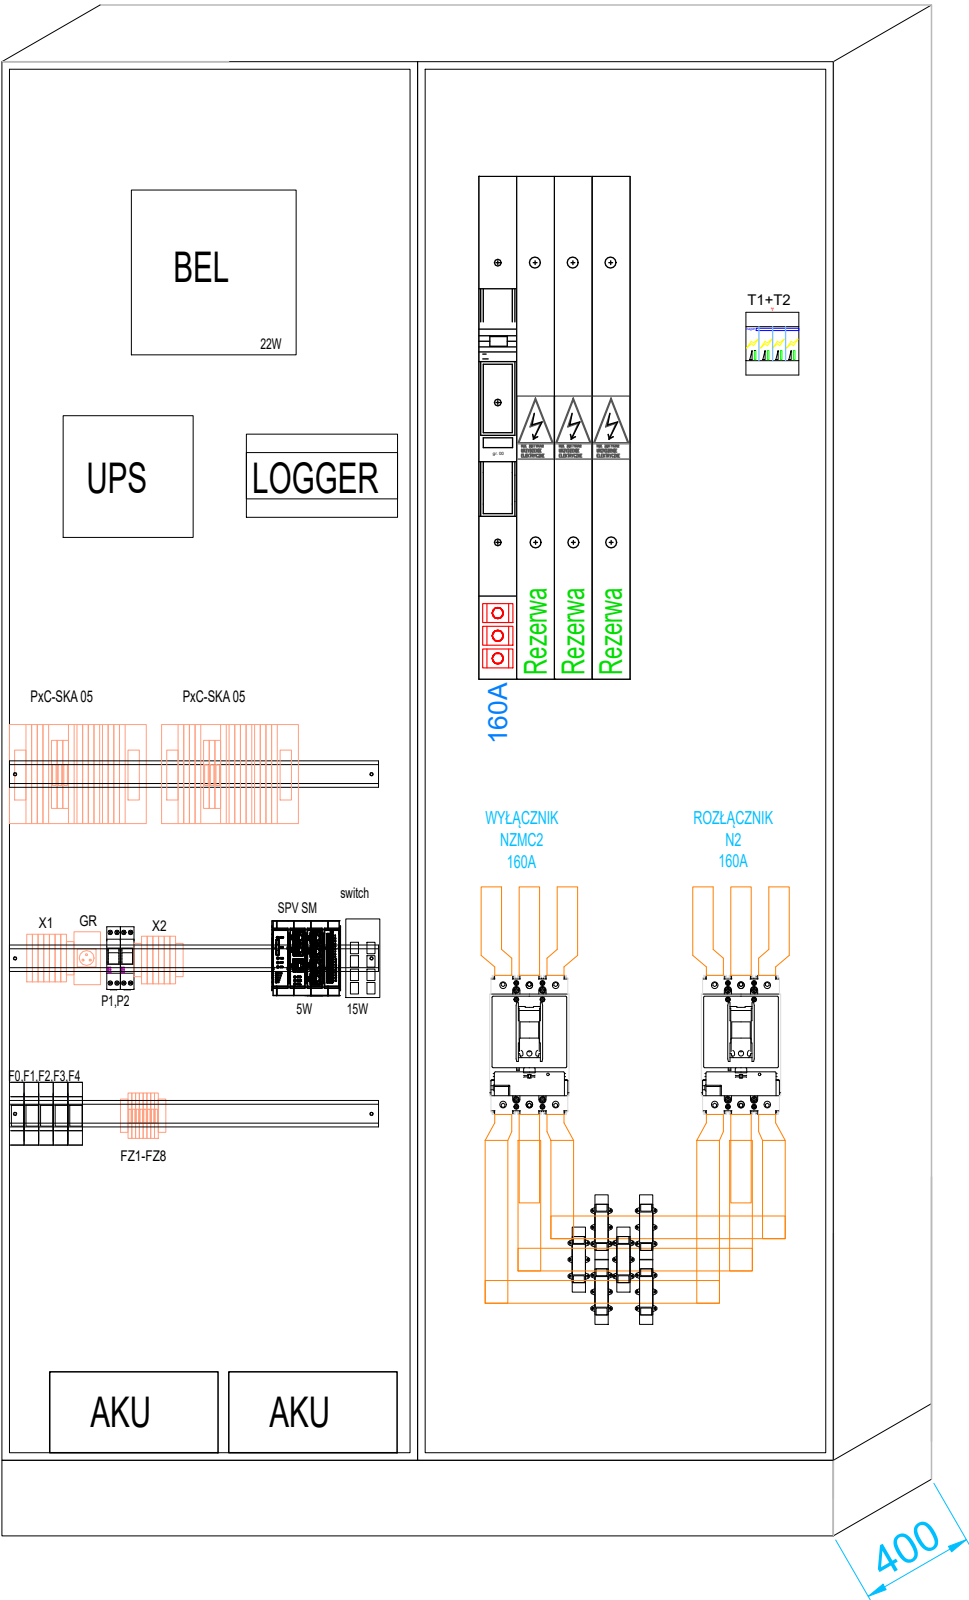 BEL
22W
UPS
LOGGER
T1+T2
gr. 00
Rezerwa
Rezerwa
Rezerwa
160A
PxC-SKA 05
PxC-SKA 05
WYŁĄCZNIK
NZMC2
160A
ROZŁĄCZNIK
N2
160A
X1
GR
X2
P1,P2
SPV SM
switch
5W
15W
F0,F1,F2,F3,F4
FZ1-FZ8
AKU
AKU
400